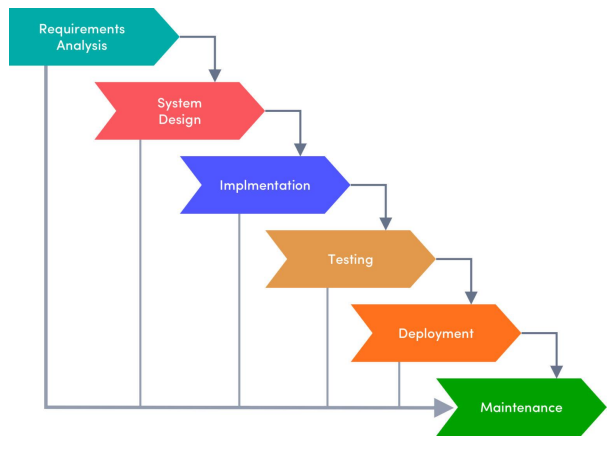 Requirements
Analysis
System
Design
Implmentation
Testing
Deployment
Maintenance